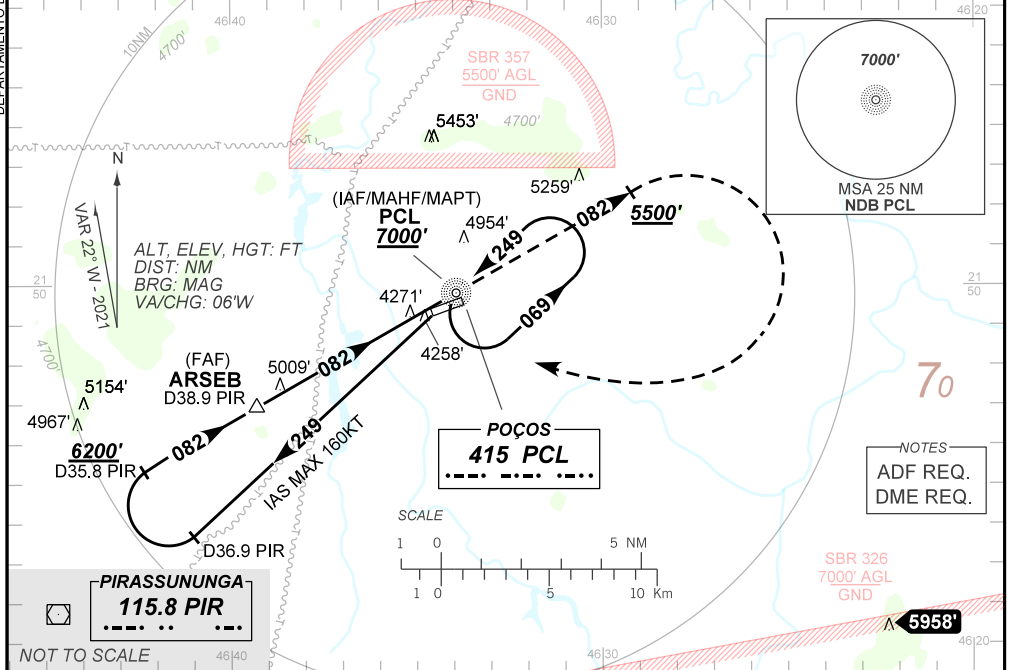 46 40
46 30
46 20
10NM
4700'
SBR 357
5500' AGL
GND
4700'
5453'
5259'
7000'
MSA 25 NM
NDB PCL
N
VAR 22° W - 2021
ALT, ELEV, HGT: FT
DIST: NM
BRG: MAG
VA/CHG: 06'W
(IAF/MAHF/MAPT)
PCL
7000'
4954'
249
082
5500'
069
21
50
21
50
4271'
4258'
4700'
(FAF)
ARSEB
D38.9 PIR
5009'
082
5154'
4967'
6200'
D35.8 PIR
082
249
IAS MAX 160KT
D36.9 PIR
POÇOS
415 PCL
70
NOTES
ADF REQ.
DME REQ.
SCALE
1 0 5 NM
1 0 5 10 Km
SBR 326
7000' AGL
GND
5958'
PIRASSUNUNGA
115.8 PIR
NOT TO SCALE
46 40
46 30
46 20